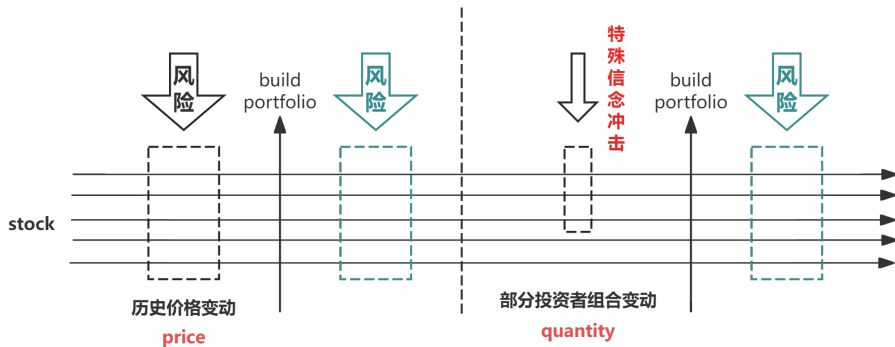 风险
build
portfolio
风险
特殊信念冲击
build
portfolio
风险
stock
历史价格变动
price
部分投资者组合变动
quantity